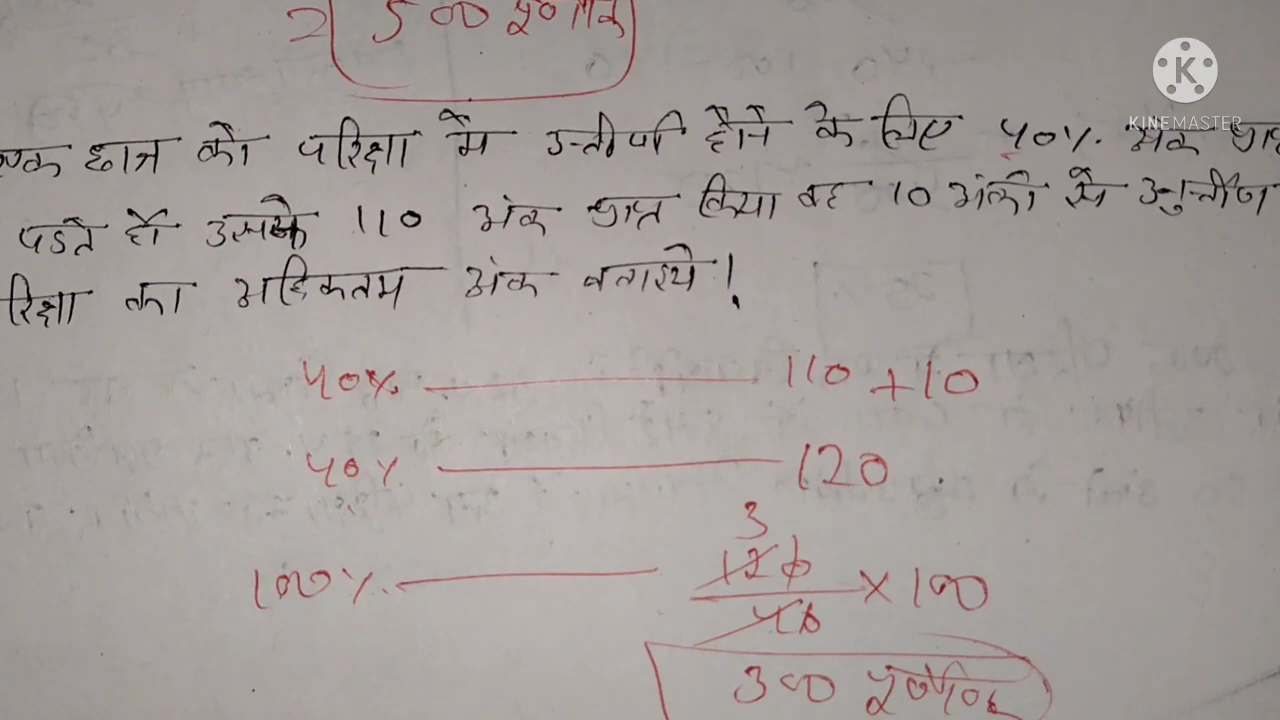 2 500 पूर्णांक
एक छात्र को परिक्षा मे उत्तीर्ण होने के लिए 40% अंक
पडते है उसके 110 अंक प्राप्त किया वह 10 अंको से अनुत्तीर्ण
रिक्षा का अधिकतम अंक बताइये।
40% 110 + 10
40% 120
3
100% 120/40 × 100
300 पूर्णांक
K
KINEMASTER